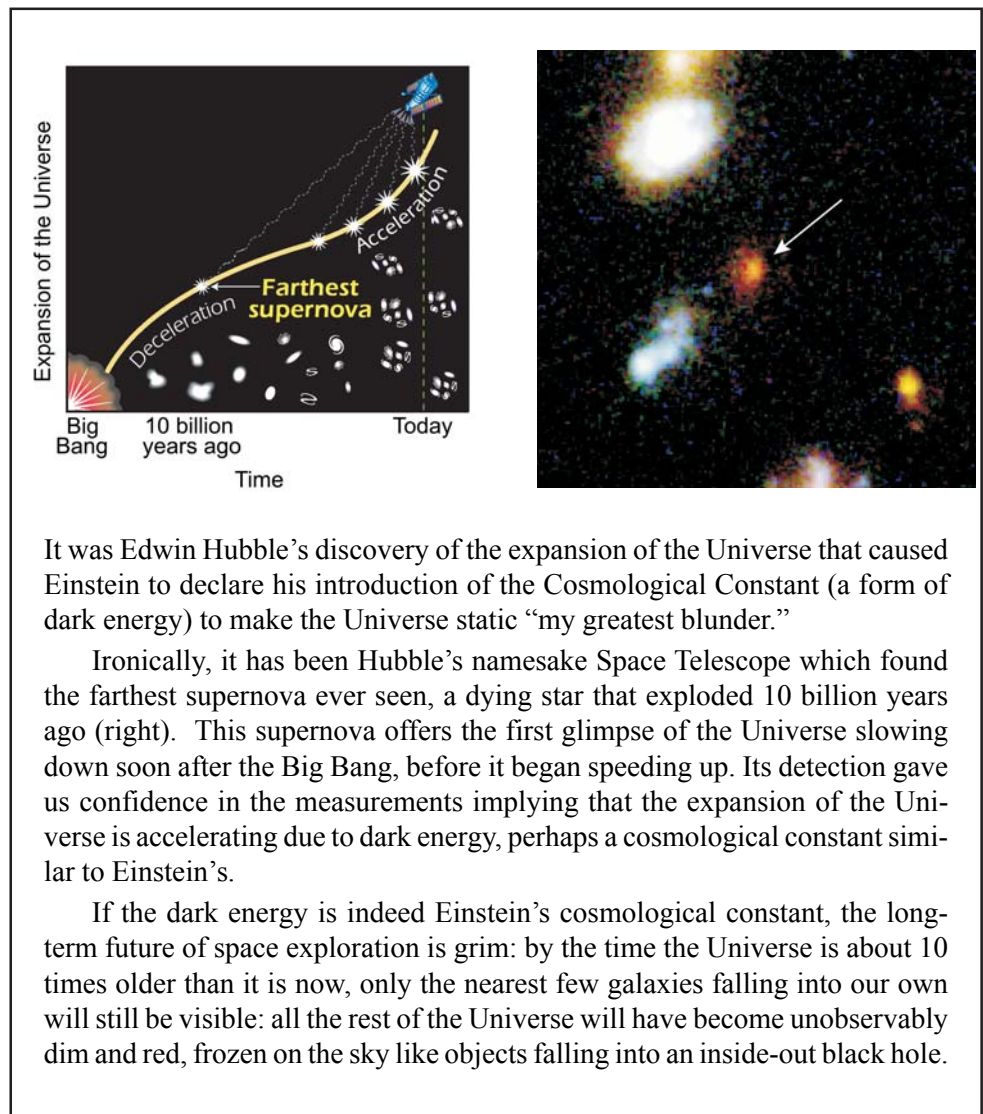 Expansion of the Universe
Acceleration
Farthest
supernova
Deceleration
Big
Bang
10 billion
years ago
Today
Time
It was Edwin Hubble’s discovery of the expansion of the Universe that caused
Einstein to declare his introduction of the Cosmological Constant (a form of
dark energy) to make the Universe static “my greatest blunder.”
Ironically, it has been Hubble’s namesake Space Telescope which found
the farthest supernova ever seen, a dying star that exploded 10 billion years
ago (right). This supernova offers the first glimpse of the Universe slowing
down soon after the Big Bang, before it began speeding up. Its detection gave
us confidence in the measurements implying that the expansion of the Uni-
verse is accelerating due to dark energy, perhaps a cosmological constant simi-
lar to Einstein’s.
If the dark energy is indeed Einstein’s cosmological constant, the long-
term future of space exploration is grim: by the time the Universe is about 10
times older than it is now, only the nearest few galaxies falling into our own
will still be visible: all the rest of the Universe will have become unobservably
dim and red, frozen on the sky like objects falling into an inside-out black hole.